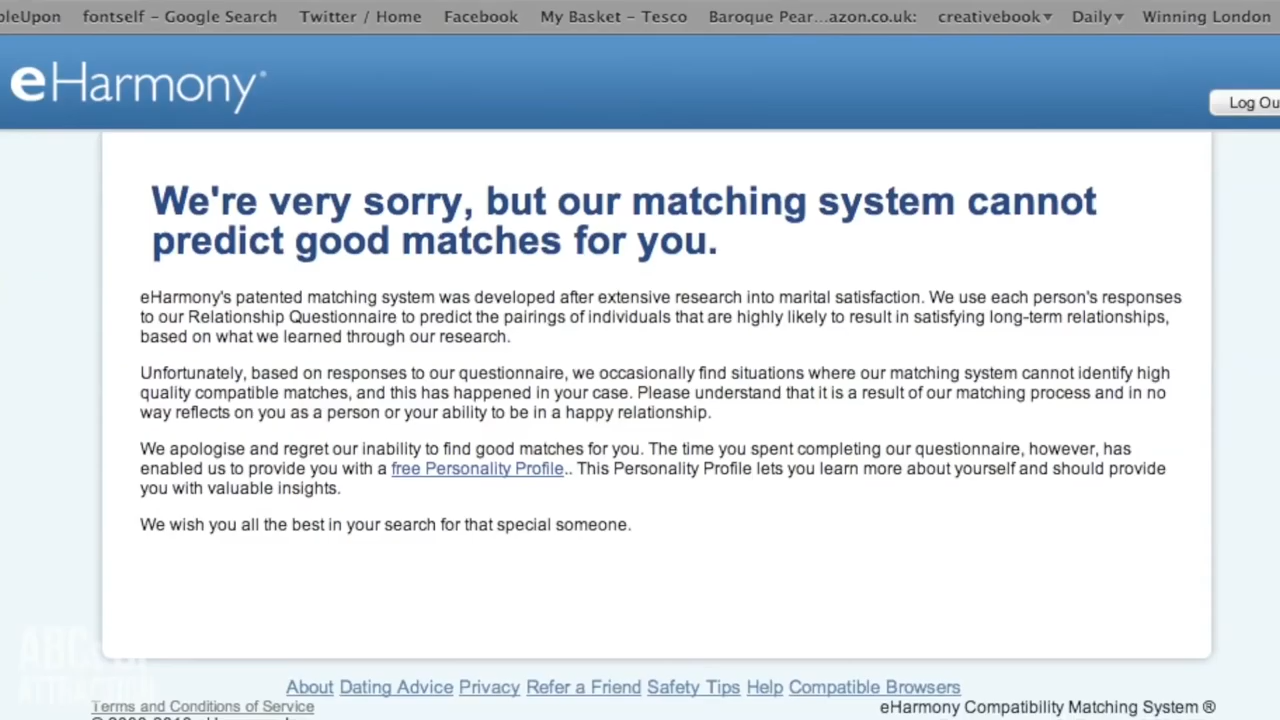 bleUpon fontself – Google Search Twitter / Home Facebook My Basket – Tesco Baroque Pear...azon.co.uk: creativebook▾ Daily▾ Winning London
eHarmony®
Log Ou
We're very sorry, but our matching system cannot
predict good matches for you.
eHarmony's patented matching system was developed after extensive research into marital satisfaction. We use each person's responses
to our Relationship Questionnaire to predict the pairings of individuals that are highly likely to result in satisfying long-term relationships,
based on what we learned through our research.
Unfortunately, based on responses to our questionnaire, we occasionally find situations where our matching system cannot identify high
quality compatible matches, and this has happened in your case. Please understand that it is a result of our matching process and in no
way reflects on you as a person or your ability to be in a happy relationship.
We apologise and regret our inability to find good matches for you. The time you spent completing our questionnaire, however, has
enabled us to provide you with a free Personality Profile.. This Personality Profile lets you learn more about yourself and should provide
you with valuable insights.
We wish you all the best in your search for that special someone.
ABCs OF
ATTRACTION
About Dating Advice Privacy Refer a Friend Safety Tips Help Compatible Browsers
Terms and Conditions of Service eHarmony Compatibility Matching System ®